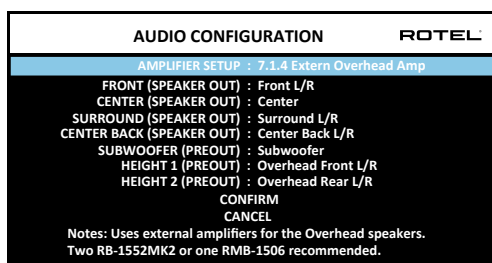 AUDIO CONFIGURATION ROTEL
AMPLIFIER SETUP : 7.1.4 Extern Overhead Amp
FRONT (SPEAKER OUT) : Front L/R
CENTER (SPEAKER OUT) : Center
SURROUND (SPEAKER OUT) : Surround L/R
CENTER BACK (SPEAKER OUT) : Center Back L/R
SUBWOOFER (PREOUT) : Subwoofer
HEIGHT 1 (PREOUT) : Overhead Front L/R
HEIGHT 2 (PREOUT) : Overhead Rear L/R
CONFIRM
CANCEL
Notes: Uses external amplifiers for the Overhead speakers.
Two RB-1552MK2 or one RMB-1506 recommended.